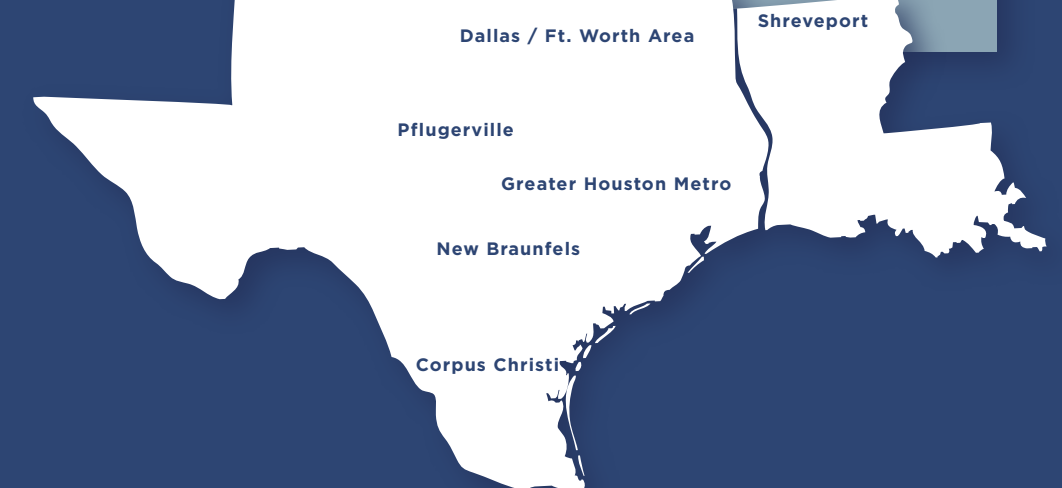 Shreveport
Dallas / Ft. Worth Area
Pflugerville
Greater Houston Metro
New Braunfels
Corpus Christi